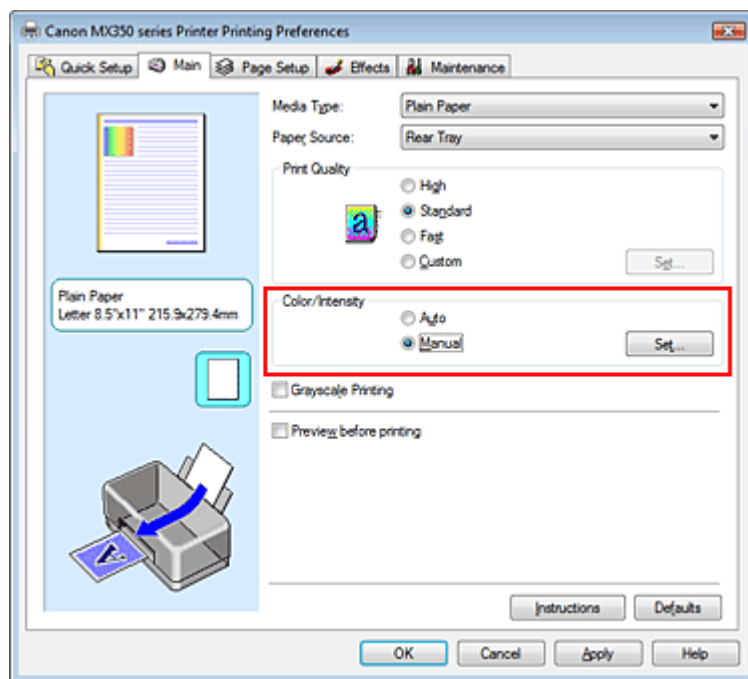 Canon MX350 series Printer Printing Preferences
Quick Setup Main Page Setup Effects Maintenance
Media Type: Plain Paper
Paper Source: Rear Tray
Print Quality
High
a Standard
Fast
Custom Set...
Plain Paper
Letter 8.5"x11" 215.9x279.4mm
Color/Intensity
Auto
Manual Set...
Grayscale Printing
Preview before printing
A
Instructions Defaults
OK Cancel Apply Help